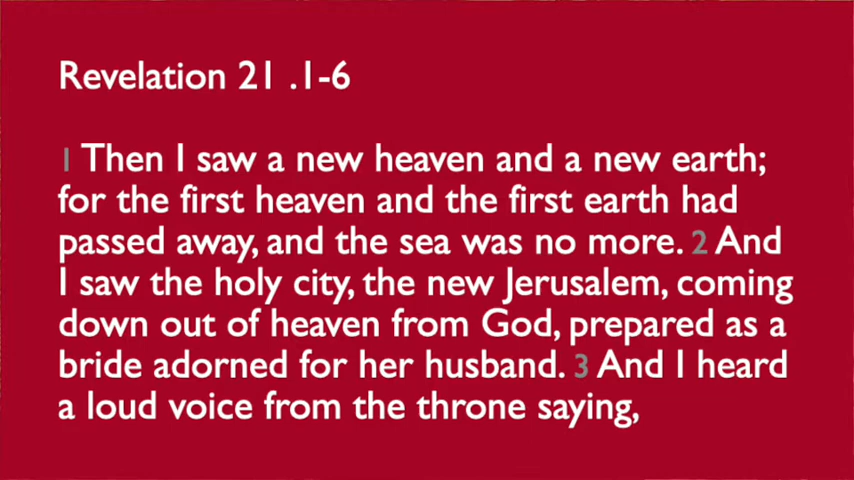 Revelation 21 .1-6
1 Then I saw a new heaven and a new earth;
for the first heaven and the first earth had
passed away, and the sea was no more. 2 And
I saw the holy city, the new Jerusalem, coming
down out of heaven from God, prepared as a
bride adorned for her husband. 3 And I heard
a loud voice from the throne saying,